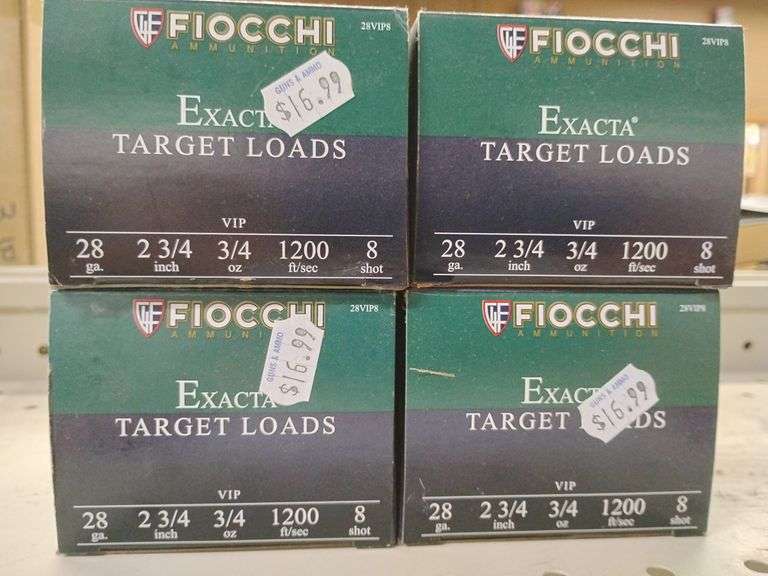 FIOCCHI
AMMUNITION
28VIP8
GUNS & AMMO
$16.99
EXACTA
TARGET LOADS
VIP
28 2 3/4 3/4 1200 8
ga. inch oz ft/sec shot
FIOCCHI
AMMUNITION
28VIP8
EXACTA®
TARGET LOADS
VIP
28 2 3/4 3/4 1200 8
ga. inch oz ft/sec shot
FIOCCHI
AMMUNITION
28VIP8
GUNS & AMMO
$16.99
EXACTA
TARGET LOADS
VIP
28 2 3/4 3/4 1200 8
ga. inch oz ft/sec shot
FIOCCHI
AMMUNITION
28VIP8
GUNS & AMMO
$16.99
EXACTA
TARGET LOADS
VIP
28 2 3/4 3/4 1200 8
ga. inch oz ft/sec shot